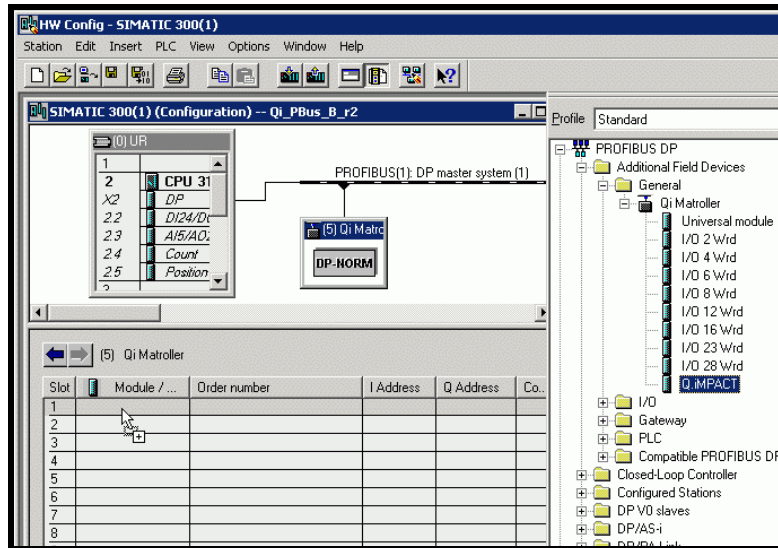 HW Config - SIMATIC 300(1)
Station Edit Insert PLC View Options Window Help
SIMATIC 300(1) (Configuration) -- Qi_PBus_B_r2
(0) UR
1
2 CPU 31
X2 DP
2.2 DI24/DO
2.3 AI5/AO2
2.4 Count
2.5 Position
3
PROFIBUS(1): DP master system (1)
(5) Qi Matro
DP-NORM
(5) Qi Matroller
Slot Module / ... Order number I Address Q Address Co..
1
2
3
4
5
6
7
8
Profile Standard
PROFIBUS DP
Additional Field Devices
General
Qi Matroller
Universal module
I/O 2 Wrd
I/O 4 Wrd
I/O 6 Wrd
I/O 8 Wrd
I/O 12 Wrd
I/O 16 Wrd
I/O 23 Wrd
I/O 28 Wrd
Q.iMPACT
I/O
Gateway
PLC
Compatible PROFIBUS DP
Closed-Loop Controller
Configured Stations
DP V0 slaves
DP/AS-i
DP/PA Link